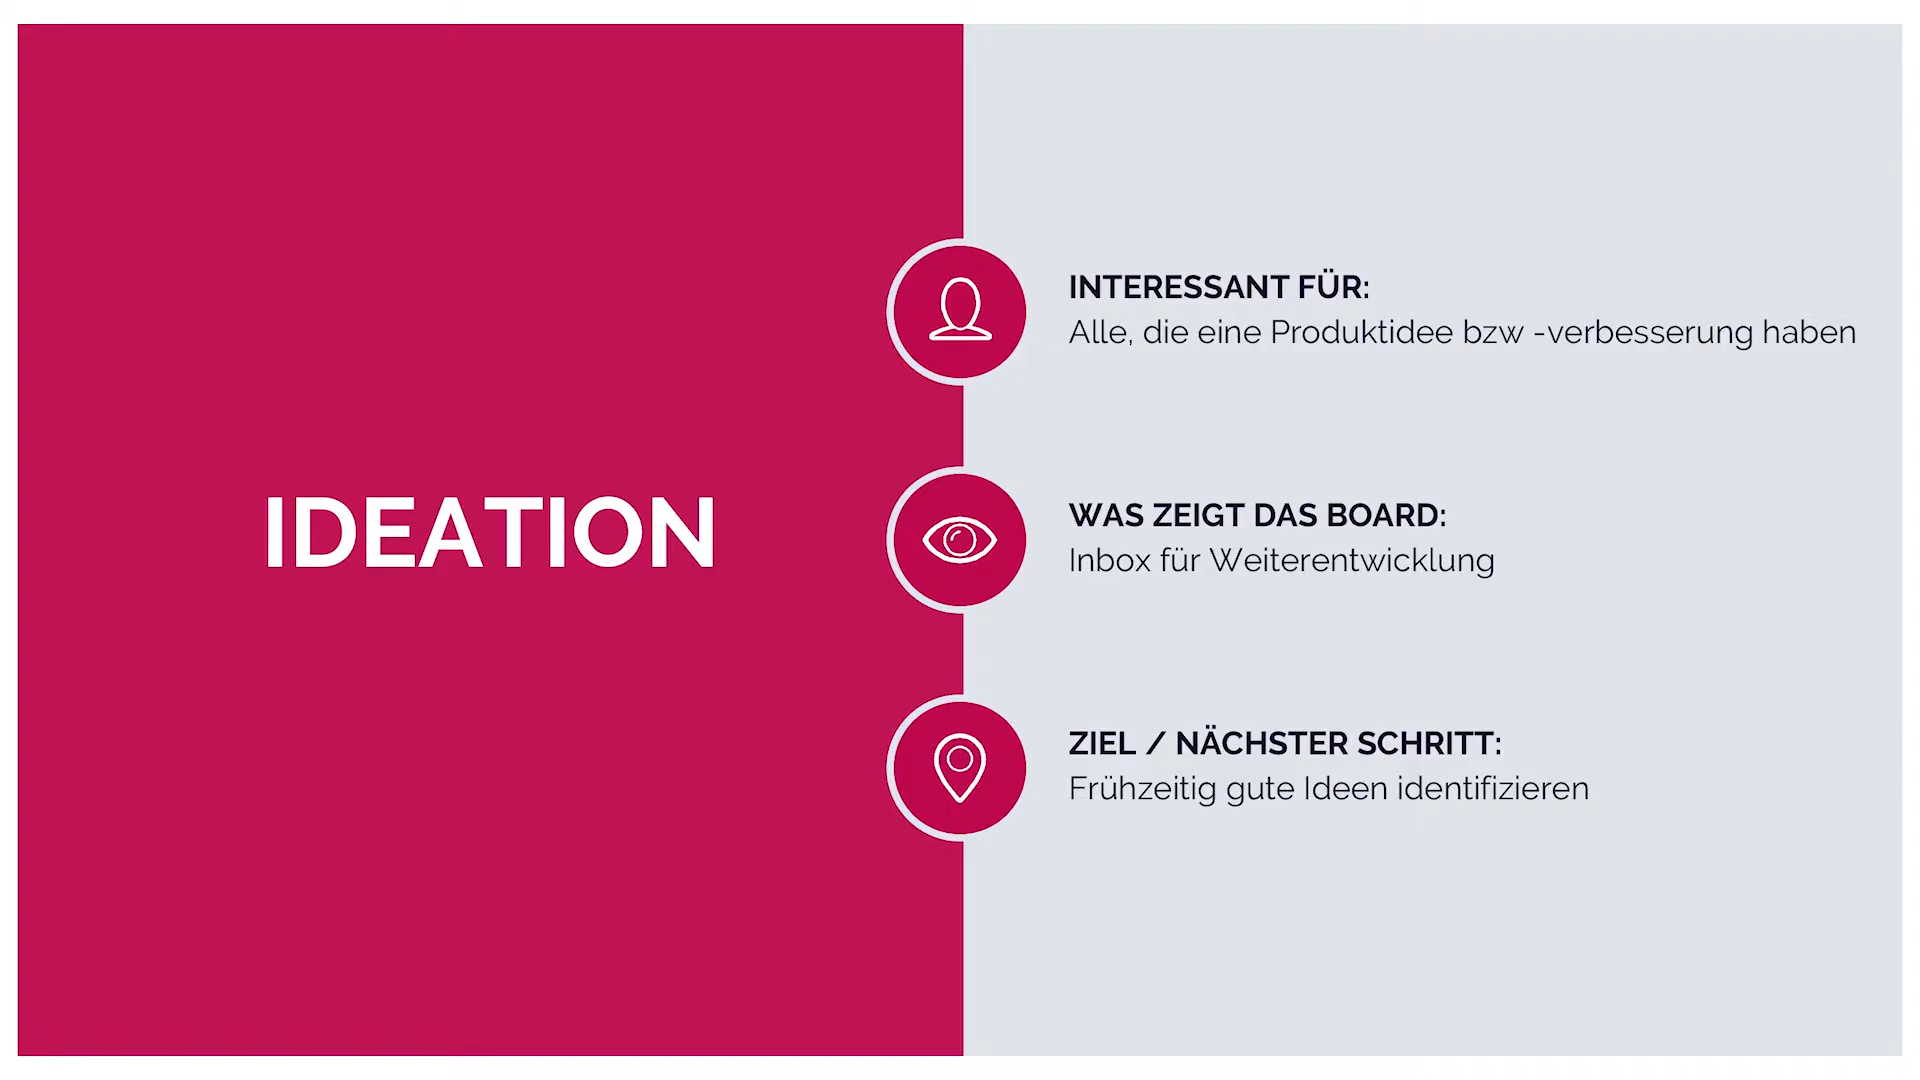 IDEATION
INTERESSANT FÜR:
Alle, die eine Produktidee bzw -verbesserung haben
WAS ZEIGT DAS BOARD:
Inbox für Weiterentwicklung
ZIEL / NÄCHSTER SCHRITT:
Frühzeitig gute Ideen identifizieren